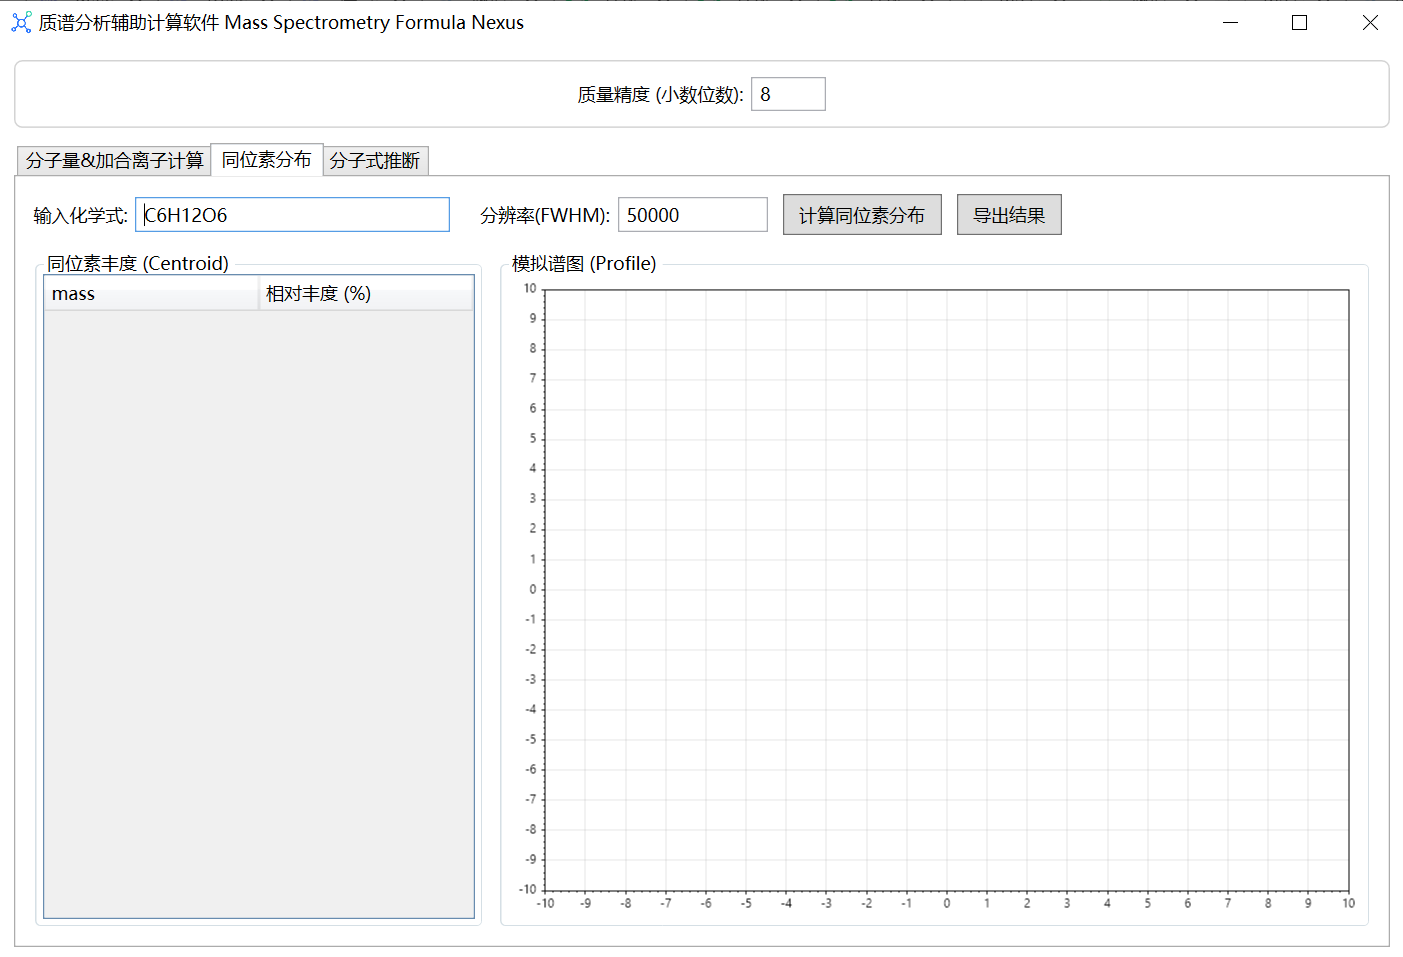 质谱分析辅助计算软件 Mass Spectrometry Formula Nexus
质量精度 (小数位数): 8
分子量&加合离子计算 同位素分布 分子式推断
输入化学式: C6H12O6 分辨率(FWHM): 50000 计算同位素分布 导出结果
同位素丰度 (Centroid)
mass 相对丰度 (%)
模拟谱图 (Profile)
10
9
8
7
6
5
4
3
2
1
0
-1
-2
-3
-4
-5
-6
-7
-8
-9
-10
-10 -9 -8 -7 -6 -5 -4 -3 -2 -1 0 1 2 3 4 5 6 7 8 9 10